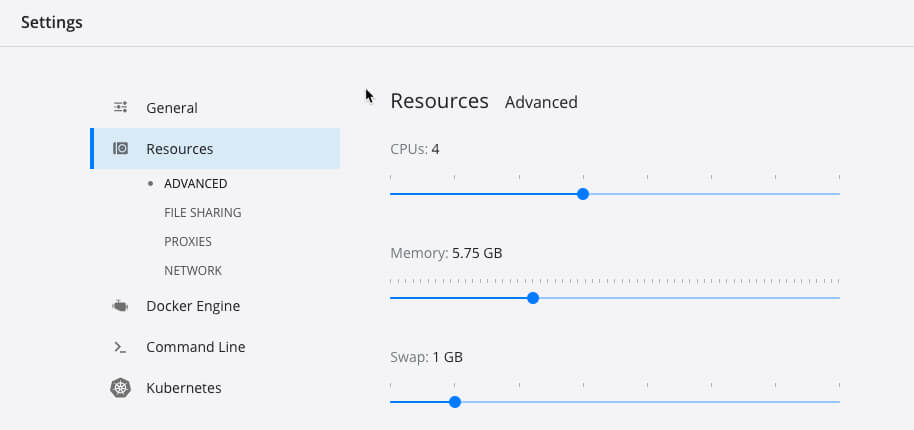 Settings
General
Resources
ADVANCED
FILE SHARING
PROXIES
NETWORK
Docker Engine
Command Line
Kubernetes
Resources Advanced
CPUs: 4
Memory: 5.75 GB
Swap: 1 GB